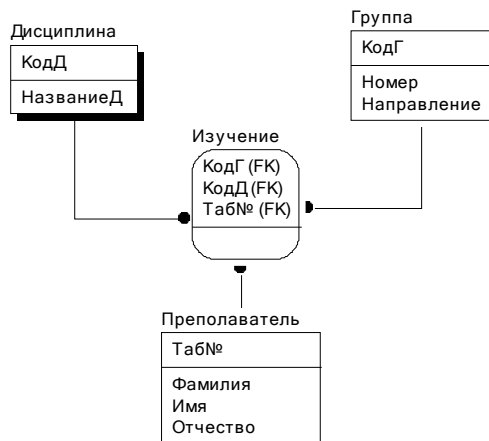 Дисциплина
КодД
НазваниеД
Группа
КодГ
Номер
Направление
Изучение
КодГ (FK)
КодД (FK)
Таб№ (FK)
Преполаватель
Таб№
Фамилия
Имя
Отчество